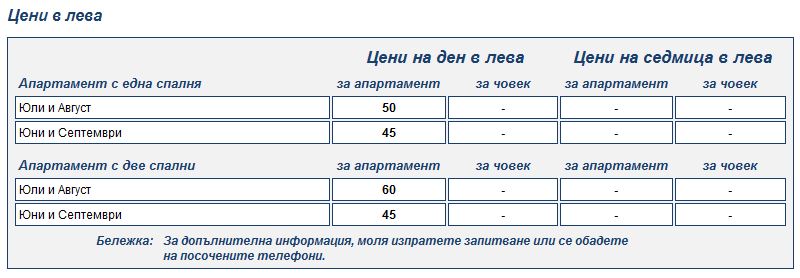 Цени в лева
Цени на ден в лева Цени на седмица в лева
Апартамент с една спалня за апартамент за човек за апартамент за човек
Юли и Август 50 - - -
Юни и Септември 45 - - -
Апартамент с две спални за апартамент за човек за апартамент за човек
Юли и Август 60 - - -
Юни и Септември 45 - - -
Бележка: За допълнителна информация, моля изпратете запитване или се обадете
на посочените телефони.